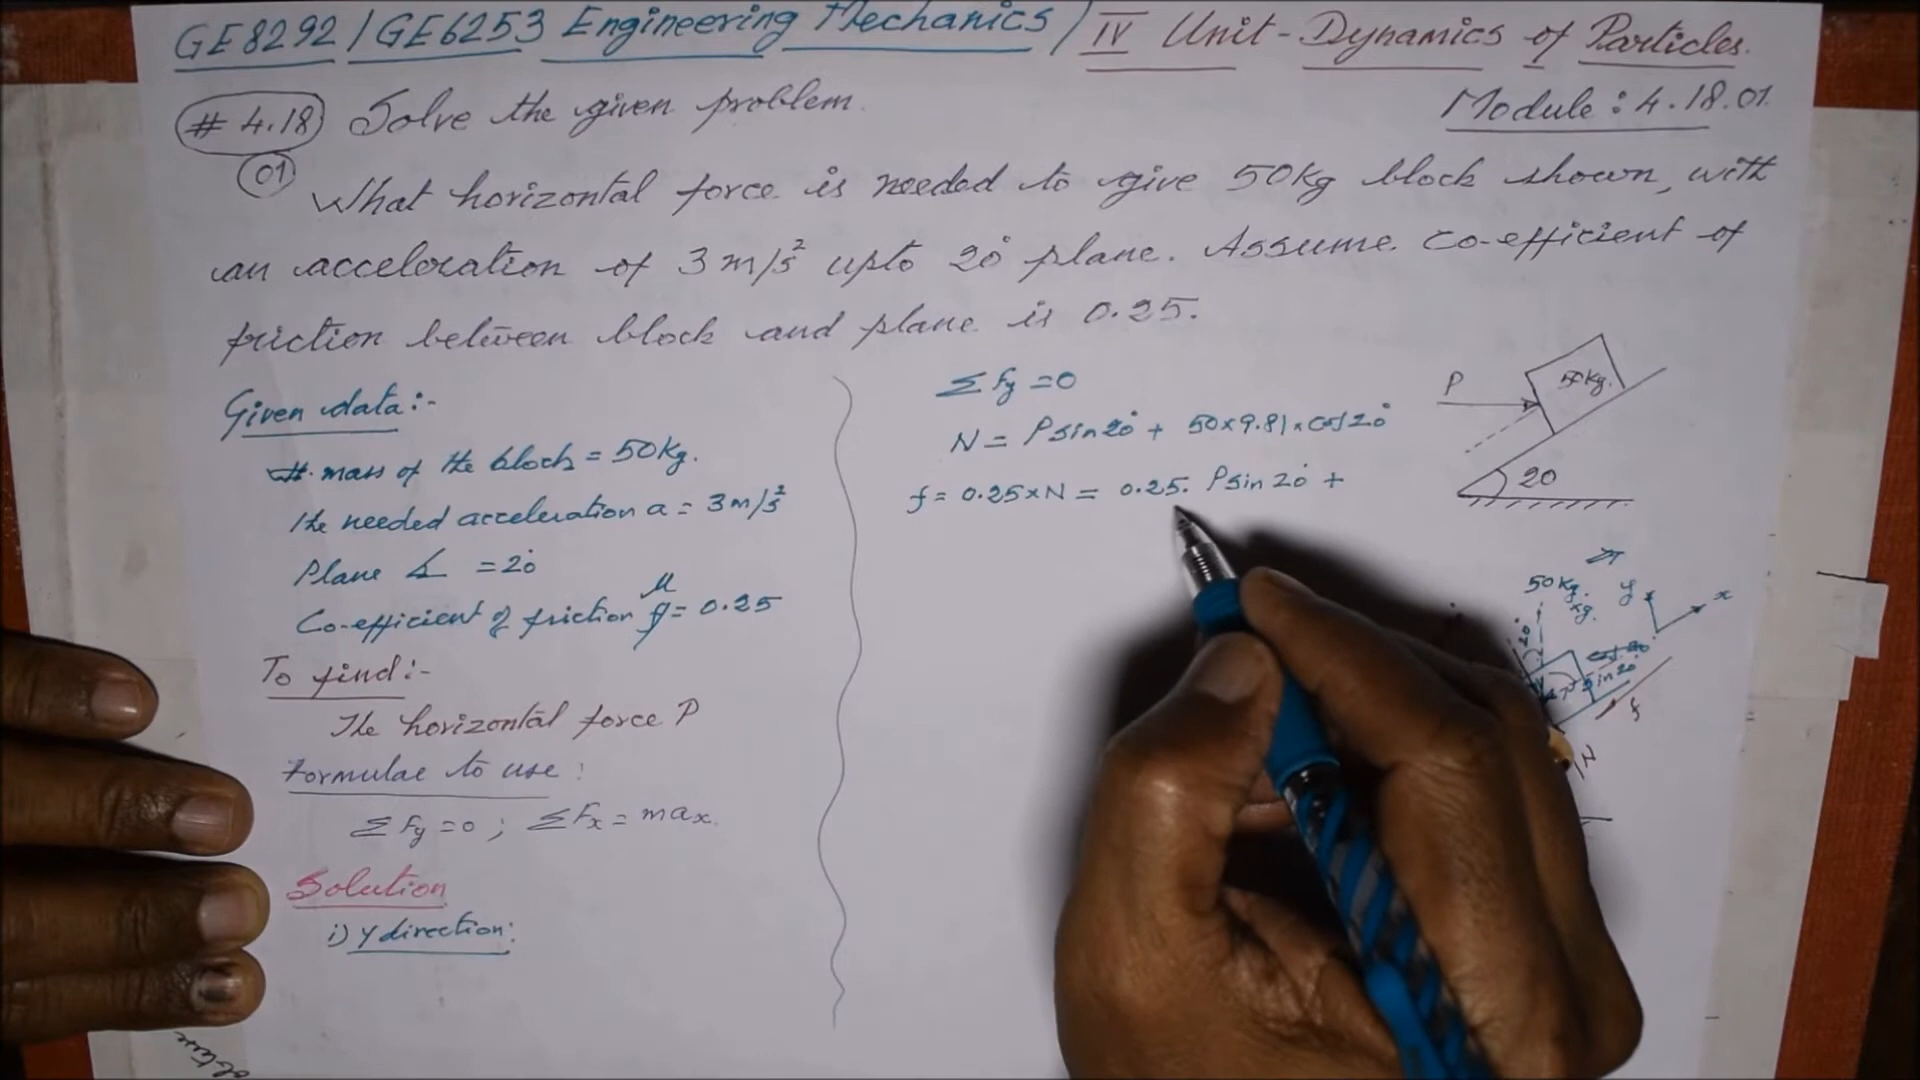 GE8292/GE6253 Engineering Mechanics/IV Unit-Dynamics of Particles.
#4.18 Solve the given problem.
Module: 4.18.01.
01
What horizontal force is needed to give 50kg block shown, with
an acceleration of 3m/s² upto 20° plane. Assume co-efficient of
friction between block and plane is 0.25.
Given data:-
mass of the block = 50kg.
the needed acceleration a = 3m/s²
Plane = 20°
Co-efficient of friction μ = 0.25
To find:-
The horizontal force P
Formulae to use:
ΣFy = 0; ΣFx = max.
Solution
i) y direction:
ΣFy = 0
N = Psin20° + 50×9.81×cos20°
f = 0.25×N = 0.25. Psin20° +
P
50kg.
20
50kg.
×g.
y
x
20°
sin20°
f
N